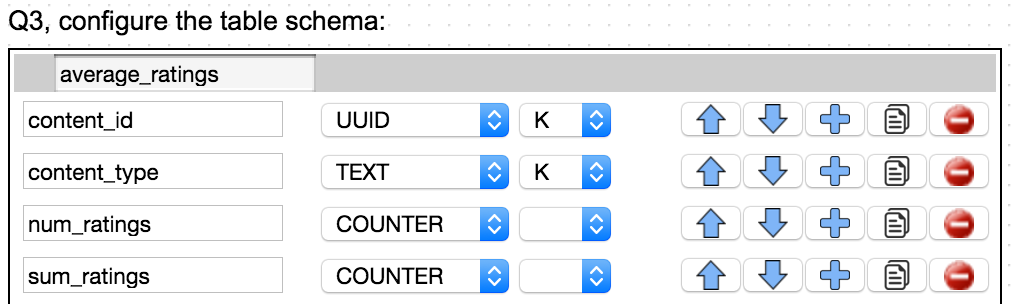 Q3, configure the table schema:
average_ratings
content_id UUID K
content_type TEXT K
num_ratings COUNTER
sum_ratings COUNTER